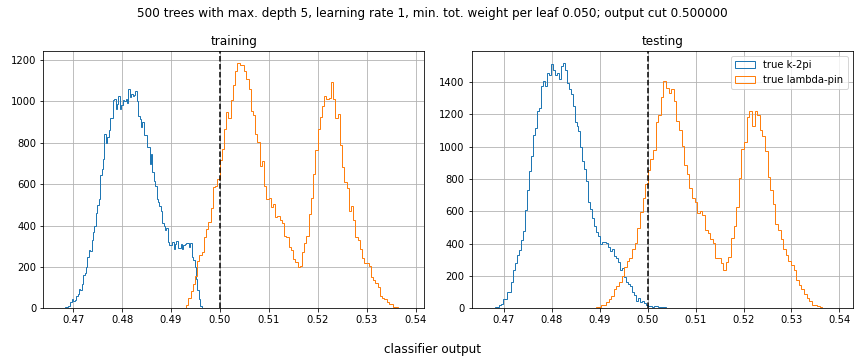 500 trees with max. depth 5, learning rate 1, min. tot. weight per leaf 0.050; output cut 0.500000
training
testing
1200
1000
800
600
400
200
0
0.47 0.48 0.49 0.50 0.51 0.52 0.53 0.54
1400
1200
1000
800
600
400
200
0
0.47 0.48 0.49 0.50 0.51 0.52 0.53 0.54
true k-2pi
true lambda-pin
classifier output